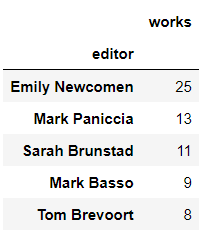 works
editor
Emily Newcomen 25
Mark Paniccia 13
Sarah Brunstad 11
Mark Basso 9
Tom Brevoort 8